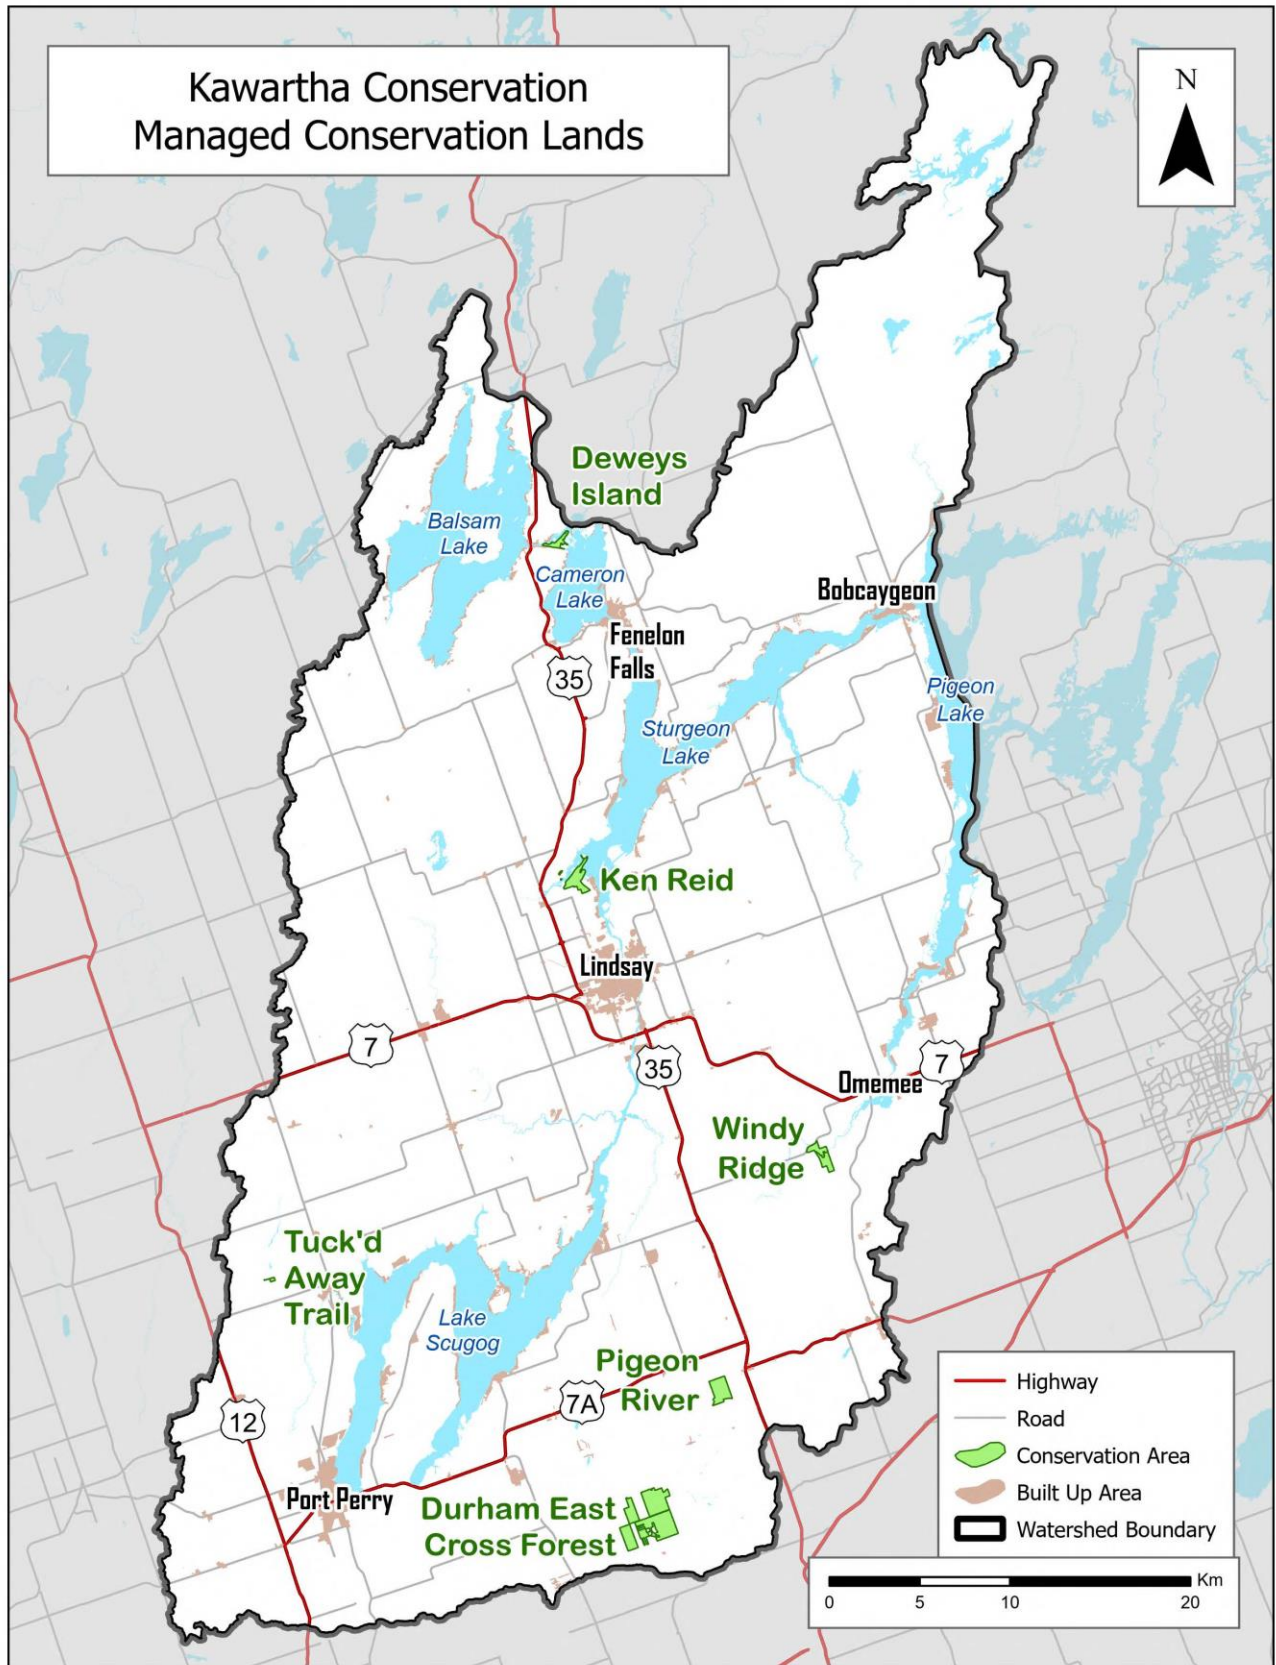 Kawartha Conservation
Managed Conservation Lands
N
Deweys
Island
Balsam
Lake
Cameron
Lake
Bobcaygeon
Fenelon
Falls
35
Pigeon
Lake
Sturgeon
Lake
Ken Reid
Lindsay
7
35
7
Omemee
Windy
Ridge
Tuck'd
Away
Trail
Lake
Scugog
Pigeon
River
7A
12
Port Perry
Durham East
Cross Forest
Highway
Road
Conservation Area
Built Up Area
Watershed Boundary
Km
0 5 10 20